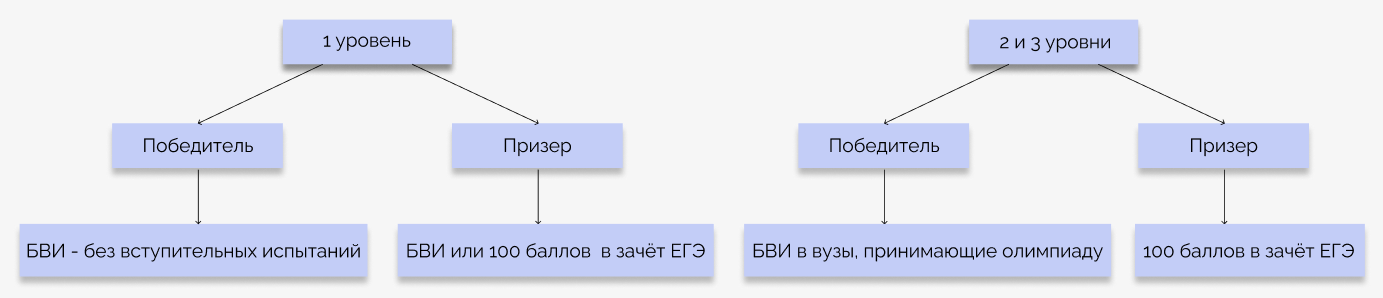 1 уровень
2 и 3 уровни
Победитель
Призер
Победитель
Призер
БВИ - без вступительных испытаний
БВИ или 100 баллов в зачёт ЕГЭ
БВИ в вузы, принимающие олимпиаду
100 баллов в зачёт ЕГЭ